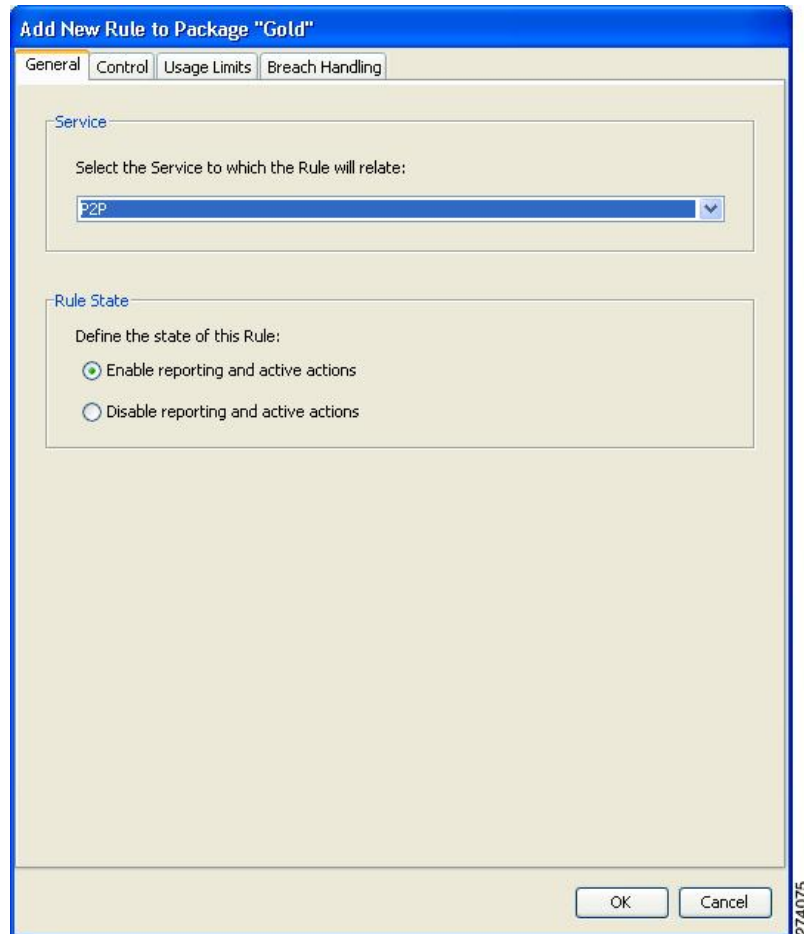 Add New Rule to Package "Gold"
General Control Usage Limits Breach Handling
Service
Select the Service to which the Rule will relate:
P2P
Rule State
Define the state of this Rule:
Enable reporting and active actions
Disable reporting and active actions
OK Cancel
274075